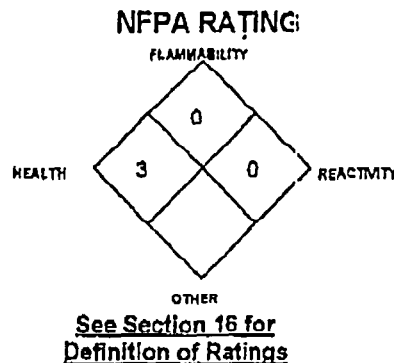 NFPA RATING
FLAMMABILITY
0
HEALTH 3 0 REACTIVITY
OTHER
See Section 16 for
Definition of Ratings